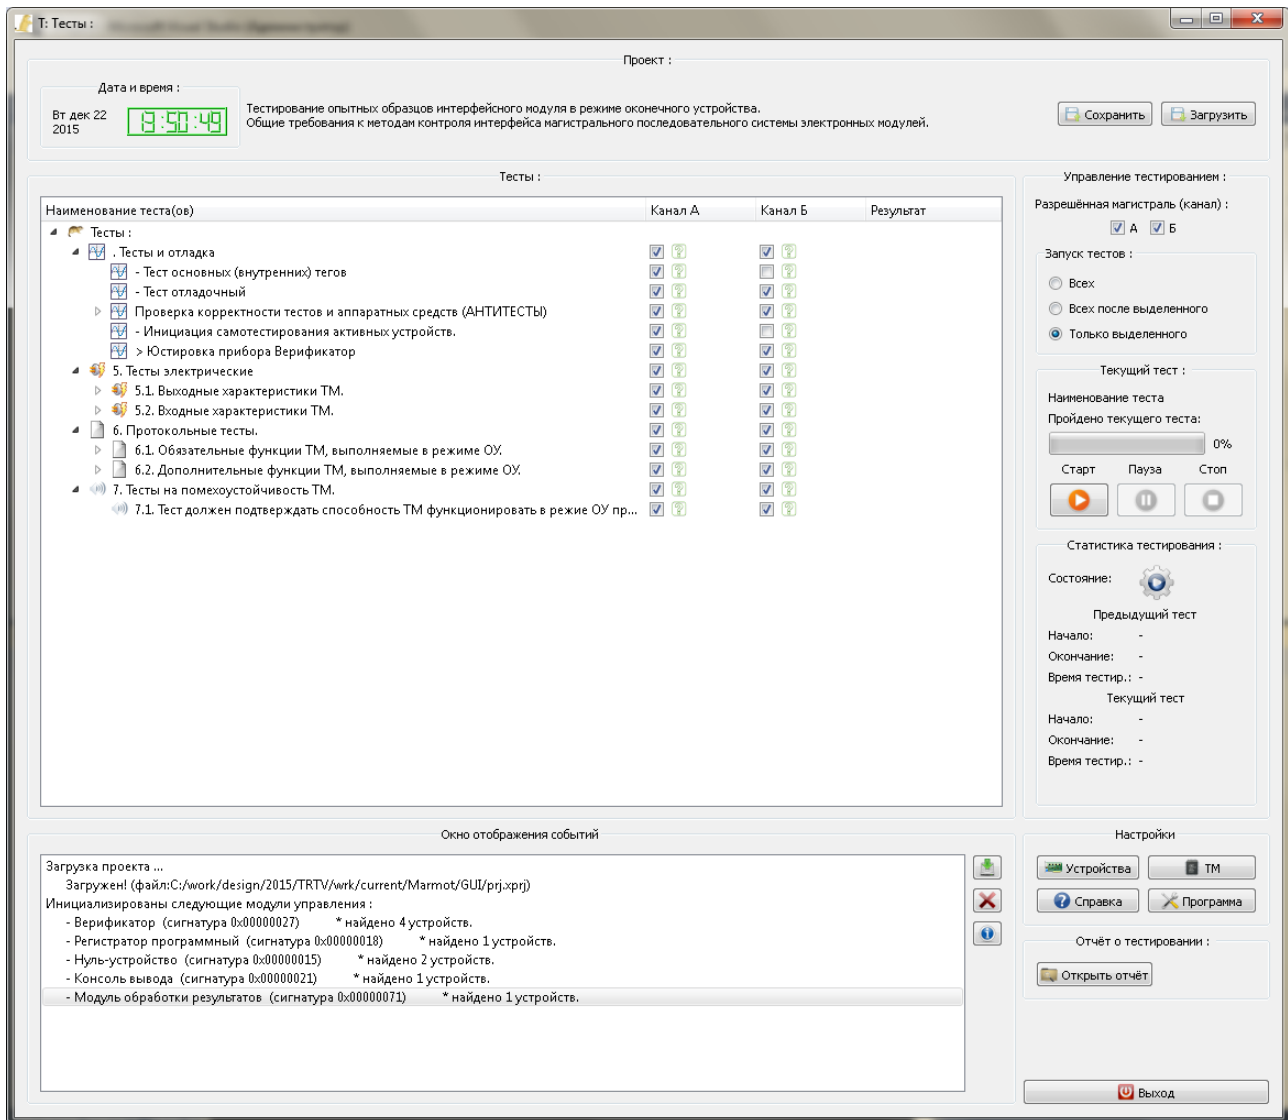 T: Тесты :
Проект :
Дата и время :
Вт дек 22
2015
13:50:49
Тестирование опытных образцов интерфейсного модуля в режиме оконечного устройства.
Общие требования к методам контроля интерфейса магистрального последовательного системы электронных модулей.
Сохранить
Загрузить
Тесты :
Наименование теста(ов) Канал А Канал Б Результат
Тесты :
. Тесты и отладка
- Тест основных (внутренних) тегов
- Тест отладочный
Проверка корректности тестов и аппаратных средств (АНТИТЕСТЫ)
- Инициация самотестирования активных устройств.
> Юстировка прибора Верификатор
5. Тесты электрические
5.1. Выходные характеристики ТМ.
5.2. Входные характеристики ТМ.
6. Протокольные тесты.
6.1. Обязательные функции ТМ, выполняемые в режиме ОУ.
6.2. Дополнительные функции ТМ, выполняемые в режиме ОУ.
7. Тесты на помехоустойчивость ТМ.
7.1. Тест должен подтверждать способность ТМ функционировать в режие ОУ пр...
Управление тестированием :
Разрешённая магистраль (канал) :
А Б
Запуск тестов :
Всех
Всех после выделенного
Только выделенного
Текущий тест :
Наименование теста
Пройдено текущего теста:
0%
Старт Пауза Стоп
Статистика тестирования :
Состояние:
Предыдущий тест
Начало: -
Окончание: -
Время тестир.: -
Текущий тест
Начало: -
Окончание: -
Время тестир.: -
Окно отображения событий
Загрузка проекта ...
Загружен! (файл:C:/work/design/2015/TRTV/wrk/current/Marmot/GUI/prj.xprj)
Инициализированы следующие модули управления :
- Верификатор (сигнатура 0x00000027) * найдено 4 устройств.
- Регистратор программный (сигнатура 0x00000018) * найдено 1 устройств.
- Нуль-устройство (сигнатура 0x00000015) * найдено 2 устройств.
- Консоль вывода (сигнатура 0x00000021) * найдено 1 устройств.
- Модуль обработки результатов (сигнатура 0x00000071) * найдено 1 устройств.
Настройки
Устройства ТМ
Справка Программа
Отчёт о тестировании :
Открыть отчёт
Выход